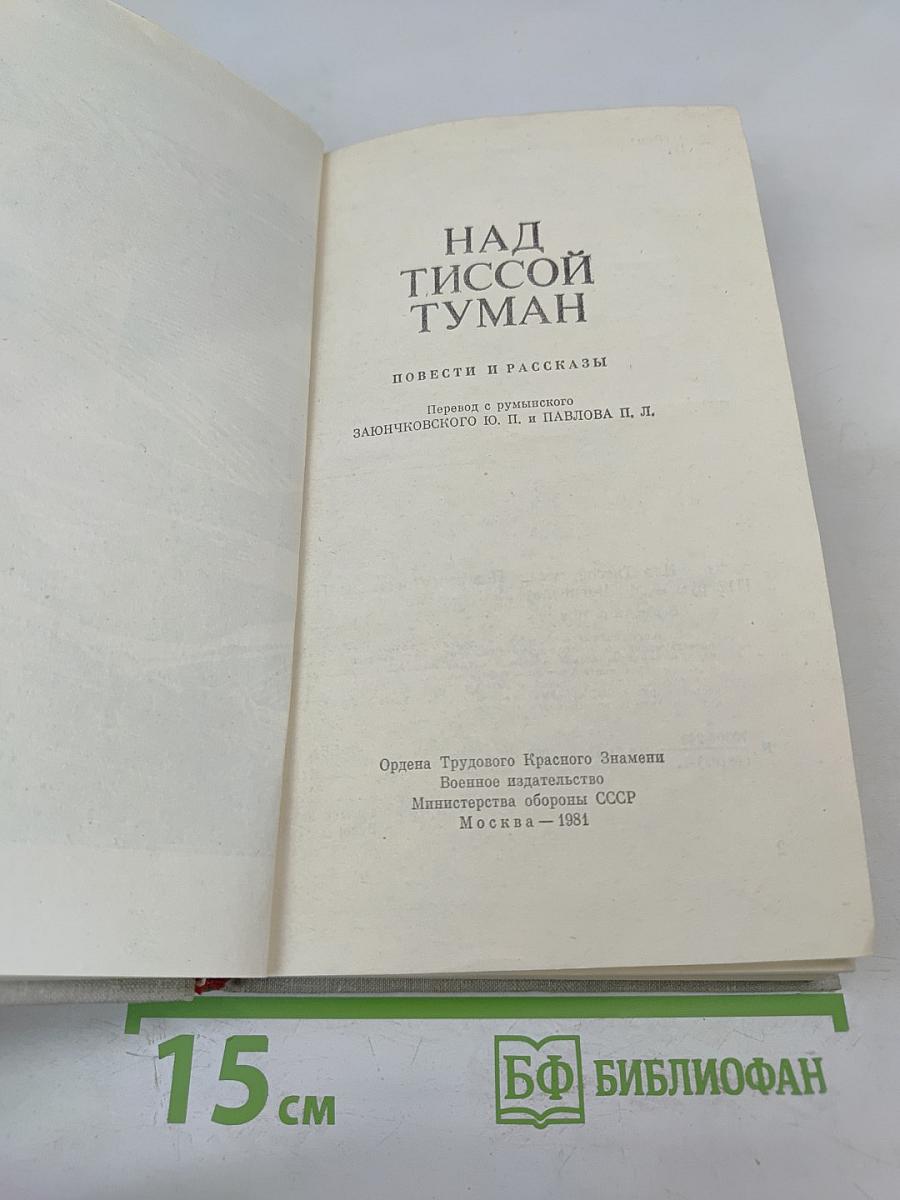 НАД
ТИССОЙ
ТУМАН
ПОВЕСТИ И РАССКАЗЫ
Перевод с румынского
ЗАЮНЧКОВСКОГО Ю. П. и ПАВЛОВА П. Л.
Ордена Трудового Красного Знамени
Военное издательство
Министерства обороны СССР
Москва — 1981
15 см
БФ БИБЛИОФАН